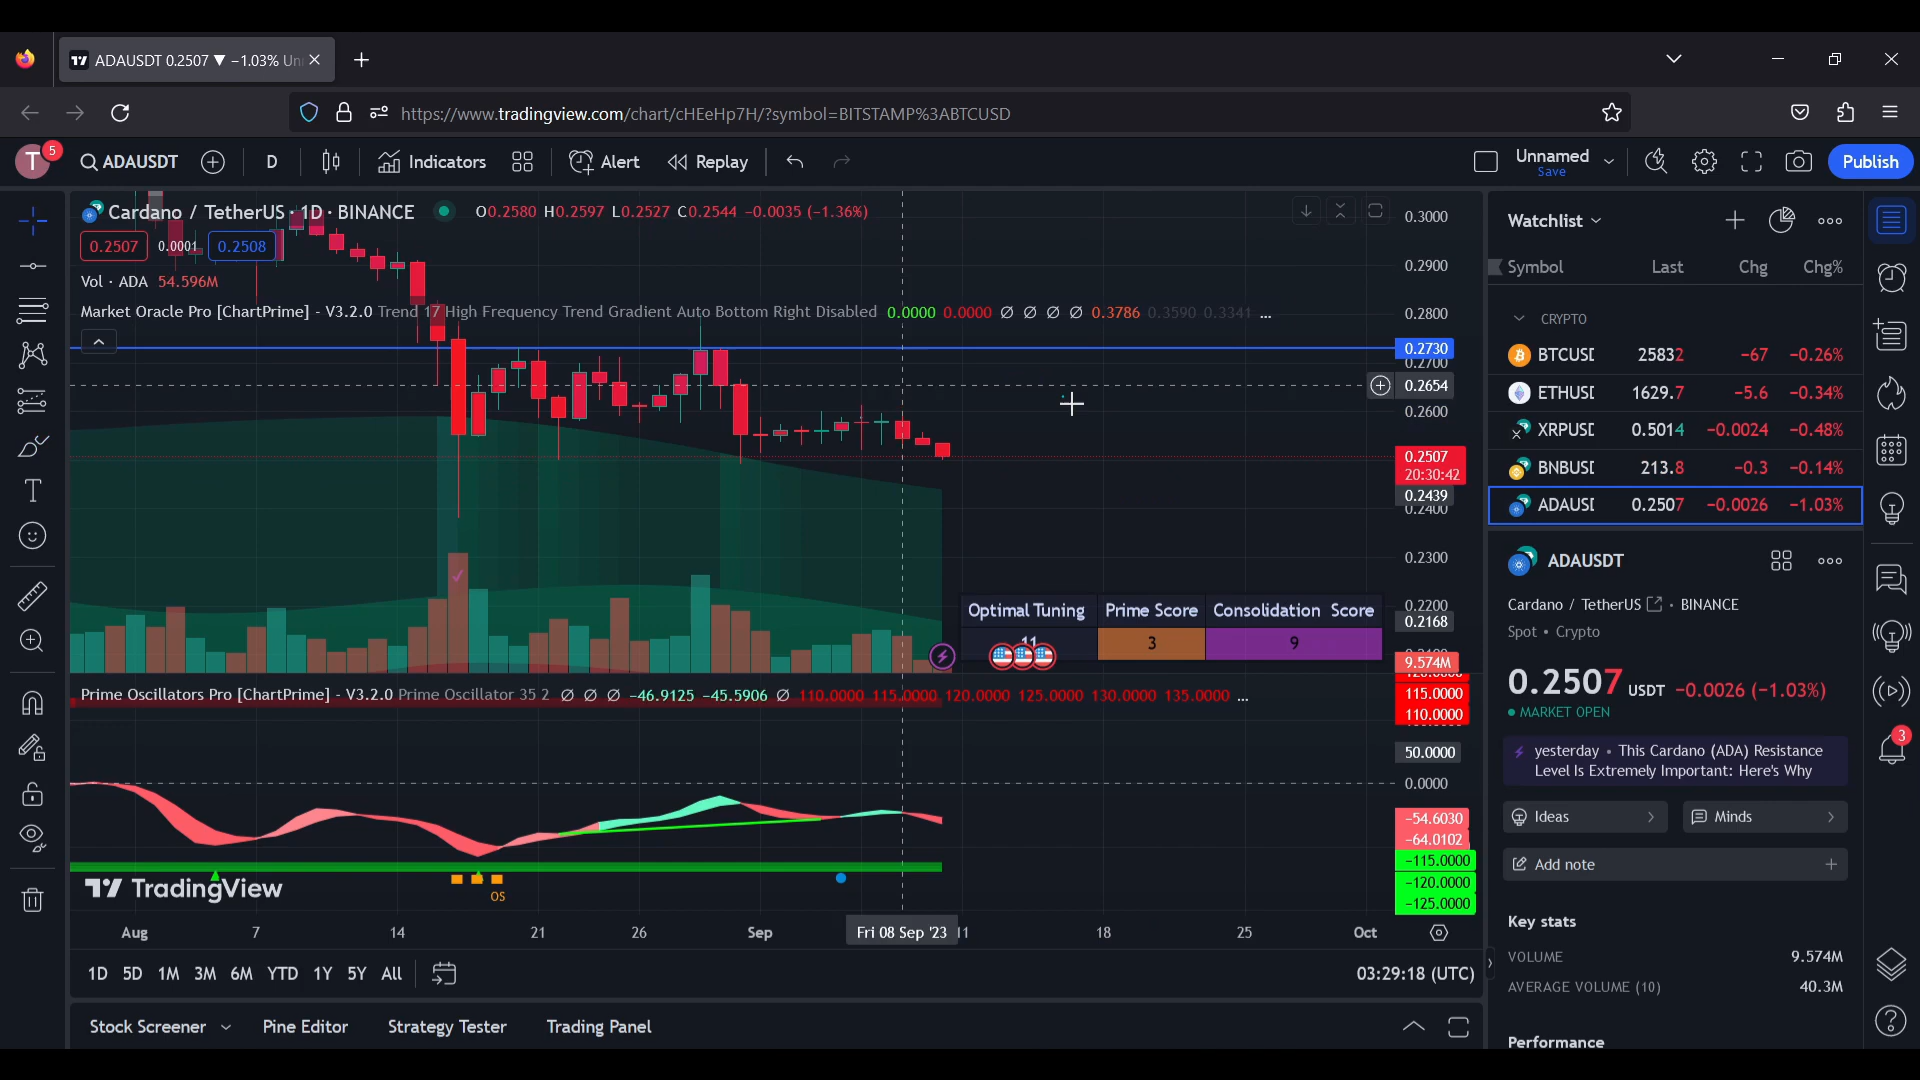 ADAUSDT 0.2507 ▼ −1.03% Un
https://www.tradingview.com/chart/cHEeHp7H/?symbol=BITSTAMP%3ABTCUSD
T 5 ADAUSDT D Indicators Alert Replay Unnamed Save Publish
Cardano / TetherUS · 1D · BINANCE O0.2580 H0.2597 L0.2527 C0.2544 −0.0035 (−1.36%)
0.2507 0.0001 0.2508
Vol · ADA 54.596M
Market Oracle Pro [ChartPrime] - V3.2.0 Trend 17 High Frequency Trend Gradient Auto Bottom Right Disabled 0.0000 0.0000 Ø Ø Ø Ø 0.3786 0.3590 0.3341 ...
0.3000
0.2900
0.2800
0.2730
0.2700
0.2654
0.2600
0.2507
20:30:42
0.2439
0.2400
0.2300
0.2200
0.2168
9.574M
Optimal Tuning Prime Score Consolidation Score
11 3 9
Prime Oscillators Pro [ChartPrime] - V3.2.0 Prime Oscillator 35 2 Ø Ø Ø −46.9125 −45.5906 Ø 110.0000 115.0000 120.0000 125.0000 130.0000 135.0000 ...
115.0000
110.0000
50.0000
0.0000
−54.6030
−64.0102
−115.0000
−120.0000
−125.0000
TradingView
OS
Aug 7 14 21 26 Sep Fri 08 Sep '23 11 18 25 Oct
1D 5D 1M 3M 6M YTD 1Y 5Y All 03:29:18 (UTC)
Stock Screener Pine Editor Strategy Tester Trading Panel
Watchlist
Symbol Last Chg Chg%
CRYPTO
BTCUSD 25832 −67 −0.26%
ETHUSD 1629.7 −5.6 −0.34%
XRPUSD 0.5014 −0.0024 −0.48%
BNBUSD 213.8 −0.3 −0.14%
ADAUSD 0.2507 −0.0026 −1.03%
ADAUSDT
Cardano / TetherUS • BINANCE
Spot • Crypto
0.2507 USDT −0.0026 (−1.03%)
MARKET OPEN
yesterday • This Cardano (ADA) Resistance
Level Is Extremely Important: Here's Why
Ideas Minds
Add note
Key stats
VOLUME 9.574M
AVERAGE VOLUME (10) 40.3M
Performance
3